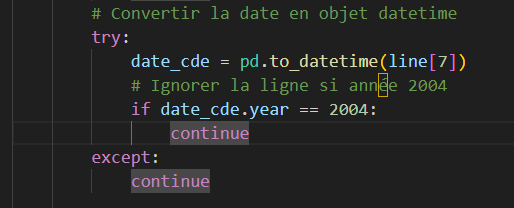 # Convertir la date en objet datetime
try:
date_cde = pd.to_datetime(line[7])
# Ignorer la ligne si année 2004
if date_cde.year == 2004:
continue
except:
continue